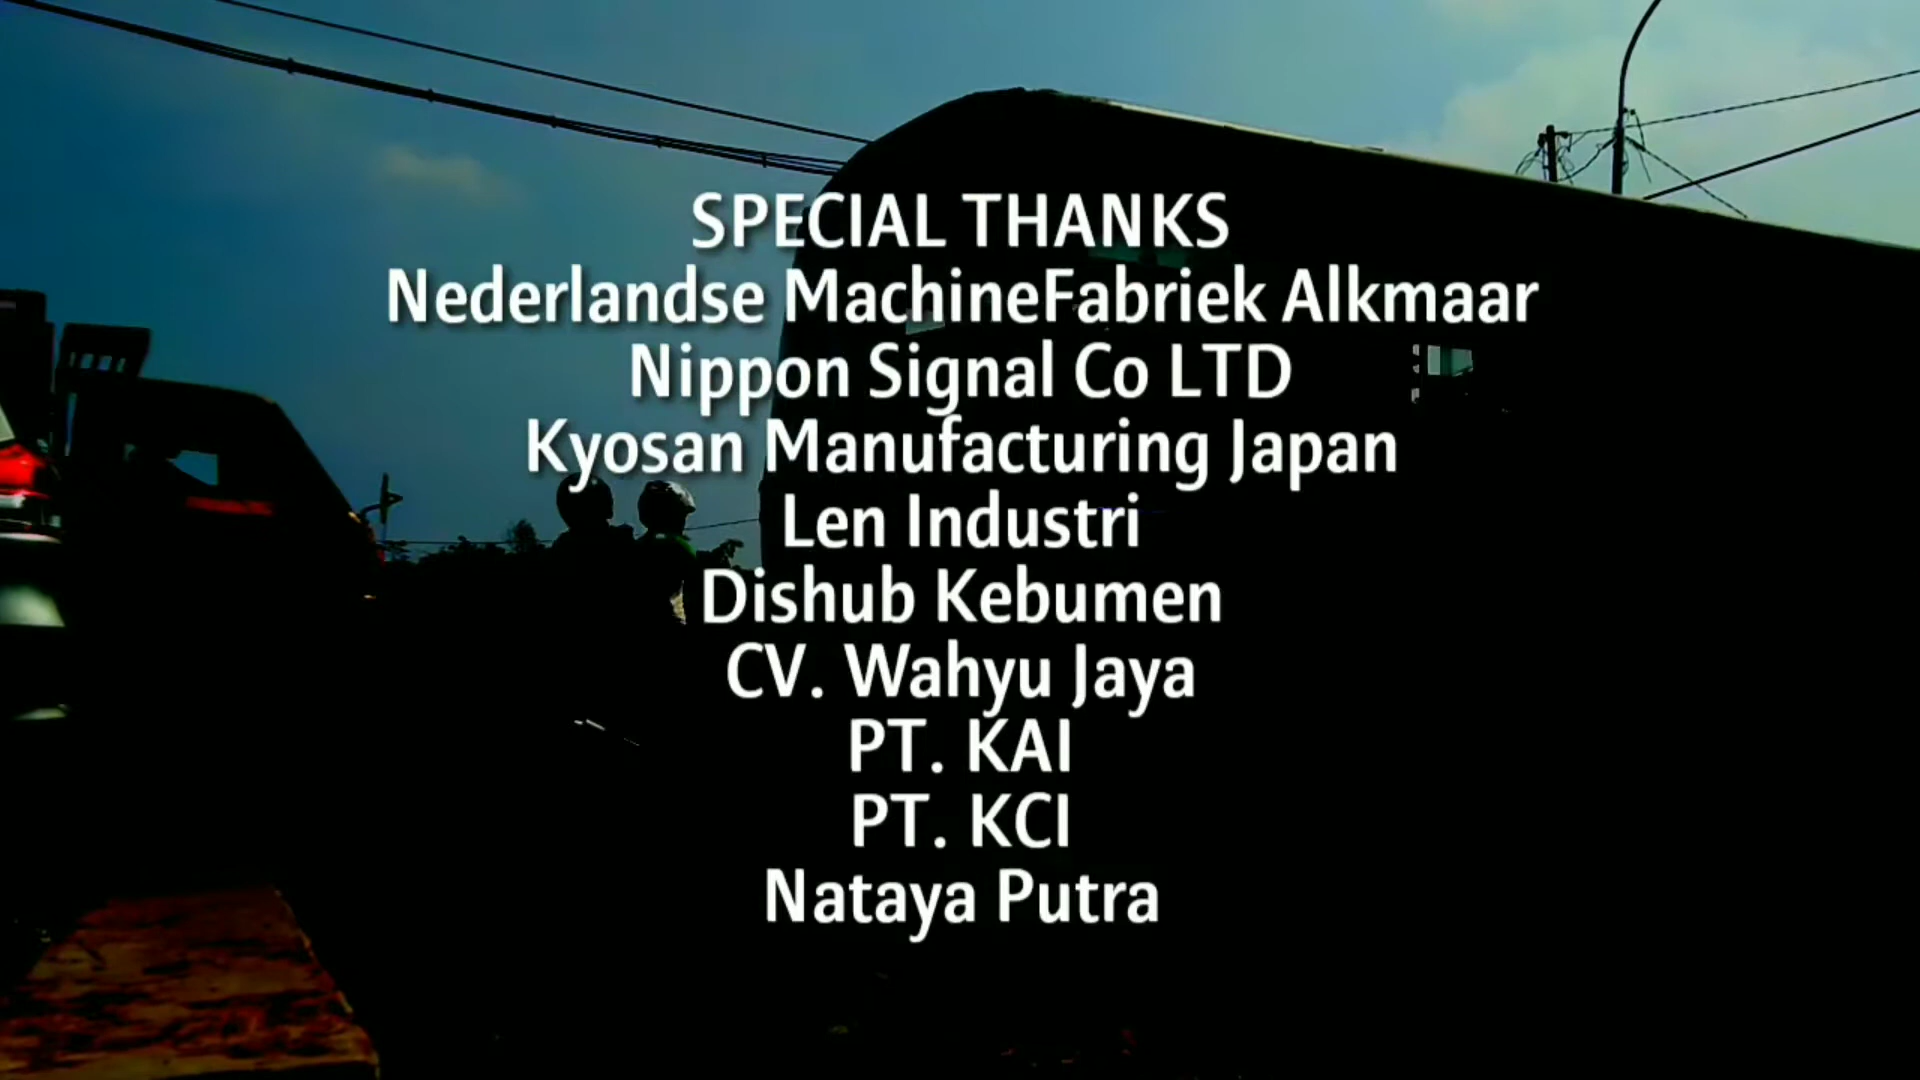 SPECIAL THANKS
Nederlandse MachineFabriek Alkmaar
Nippon Signal Co LTD
Kyosan Manufacturing Japan
Len Industri
Dishub Kebumen
CV. Wahyu Jaya
PT. KAI
PT. KCI
Nataya Putra